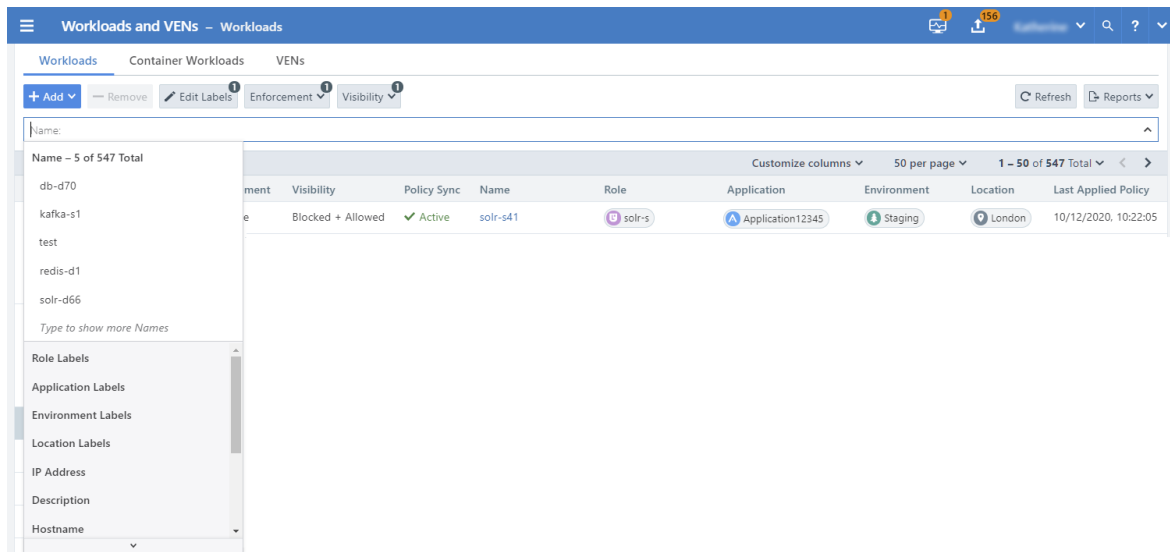 Workloads and VENs – Workloads
1
156
?
Workloads Container Workloads VENs
+ Add
— Remove
Edit Labels 1
Enforcement 1
Visibility 1
Refresh
Reports
Name:
Name – 5 of 547 Total
Customize columns 50 per page 1 – 50 of 547 Total
ment Visibility Policy Sync Name Role Application Environment Location Last Applied Policy
e Blocked + Allowed Active solr-s41 solr-s Application12345 Staging London 10/12/2020, 10:22:05
db-d70
kafka-s1
test
redis-d1
solr-d66
Type to show more Names
Role Labels
Application Labels
Environment Labels
Location Labels
IP Address
Description
Hostname